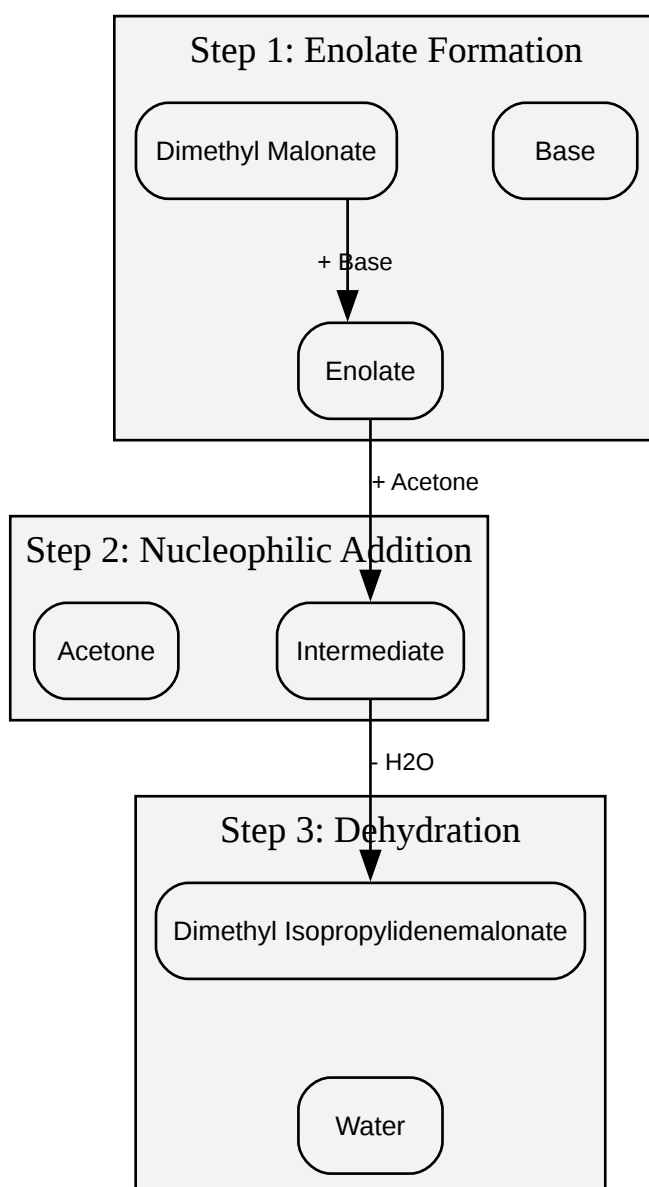 Step 1: Enolate Formation
Dimethyl Malonate
Base
+ Base
Enolate
+ Acetone
Step 2: Nucleophilic Addition
Acetone
Intermediate
- H2O
Step 3: Dehydration
Dimethyl Isopropylidenemalonate
Water